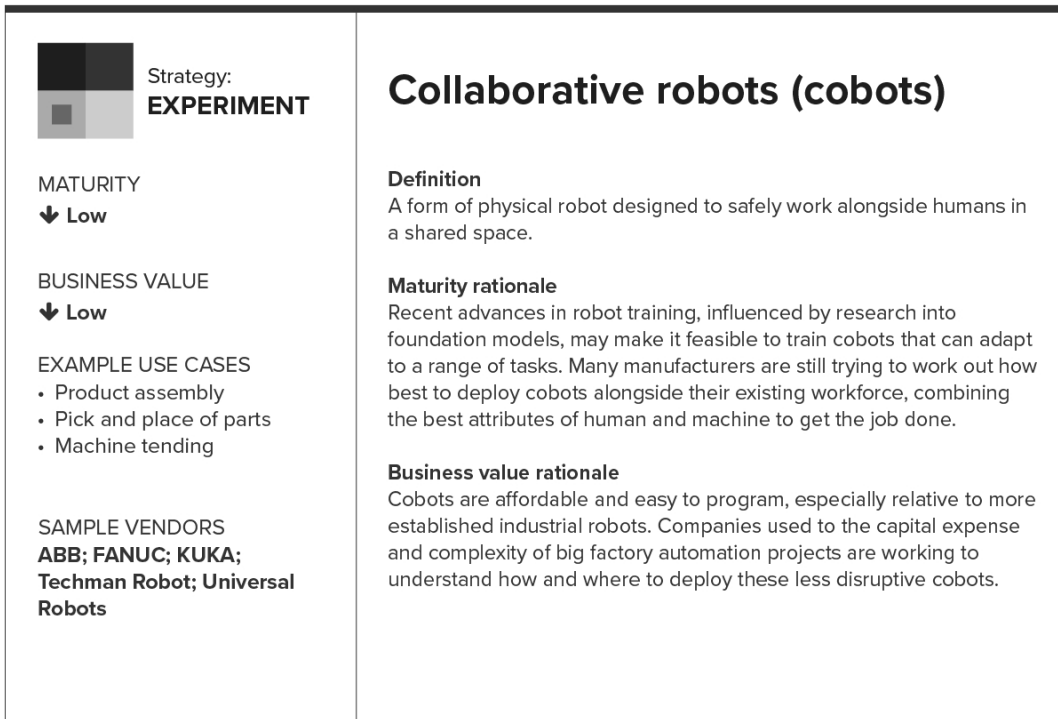 Strategy:
EXPERIMENT
MATURITY
Low
BUSINESS VALUE
Low
EXAMPLE USE CASES
• Product assembly
• Pick and place of parts
• Machine tending
SAMPLE VENDORS
ABB; FANUC; KUKA;
Techman Robot; Universal
Robots
Collaborative robots (cobots)
Definition
A form of physical robot designed to safely work alongside humans in
a shared space.
Maturity rationale
Recent advances in robot training, influenced by research into
foundation models, may make it feasible to train cobots that can adapt
to a range of tasks. Many manufacturers are still trying to work out how
best to deploy cobots alongside their existing workforce, combining
the best attributes of human and machine to get the job done.
Business value rationale
Cobots are affordable and easy to program, especially relative to more
established industrial robots. Companies used to the capital expense
and complexity of big factory automation projects are working to
understand how and where to deploy these less disruptive cobots.